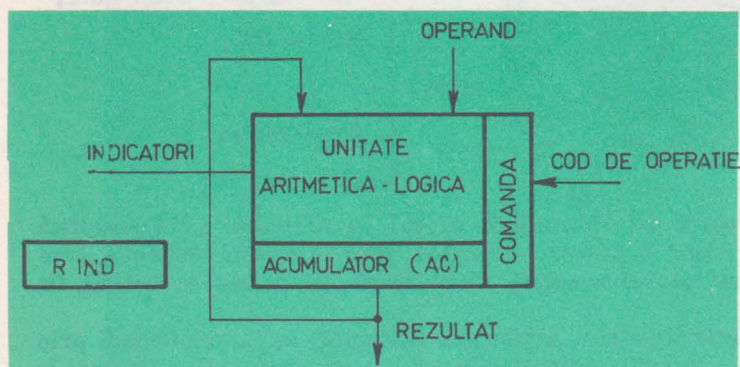 OPERAND
INDICATORI
UNITATE
ARITMETICA - LOGICA
COMANDA
COD DE OPERATIE
R IND
ACUMULATOR (AC)
REZULTAT